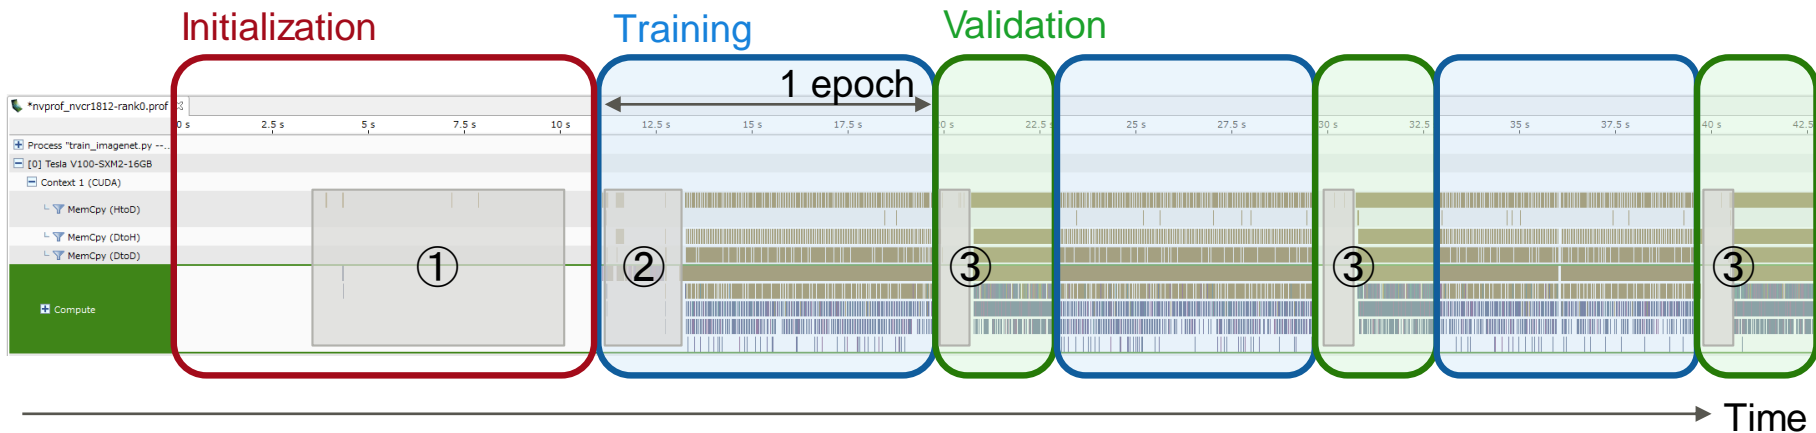 Initialization
Training
Validation
1 epoch
*nvprof_nvcr1812-rank0.prof
0 s 2.5 s 5 s 7.5 s 10 s 12.5 s 15 s 17.5 s 20 s 22.5 s 25 s 27.5 s 30 s 32.5 35 s 37.5 s 40 s 42.5
Process "train_imagenet.py --...
[0] Tesla V100-SXM2-16GB
Context 1 (CUDA)
MemCpy (HtoD)
MemCpy (DtoH)
MemCpy (DtoD)
① ② ③ ③ ③
Compute
Time